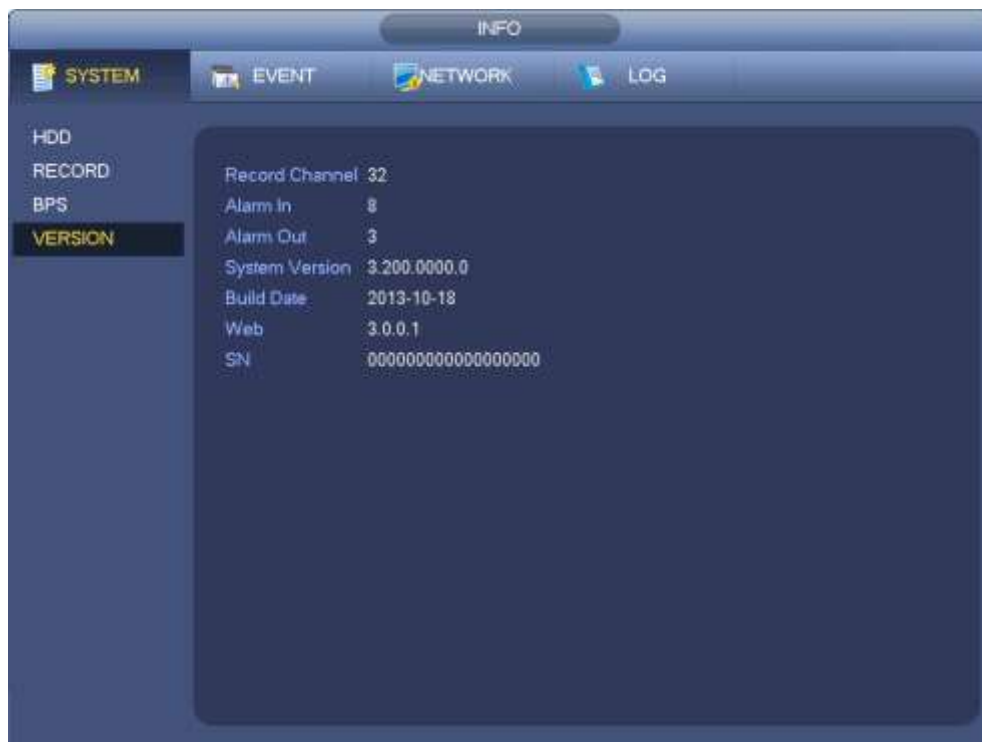 INFO
SYSTEM EVENT NETWORK LOG
HDD
RECORD
BPS
VERSION
Record Channel 32
Alarm In 8
Alarm Out 3
System Version 3.200.0000.0
Build Date 2013-10-18
Web 3.0.0.1
SN 000000000000000000